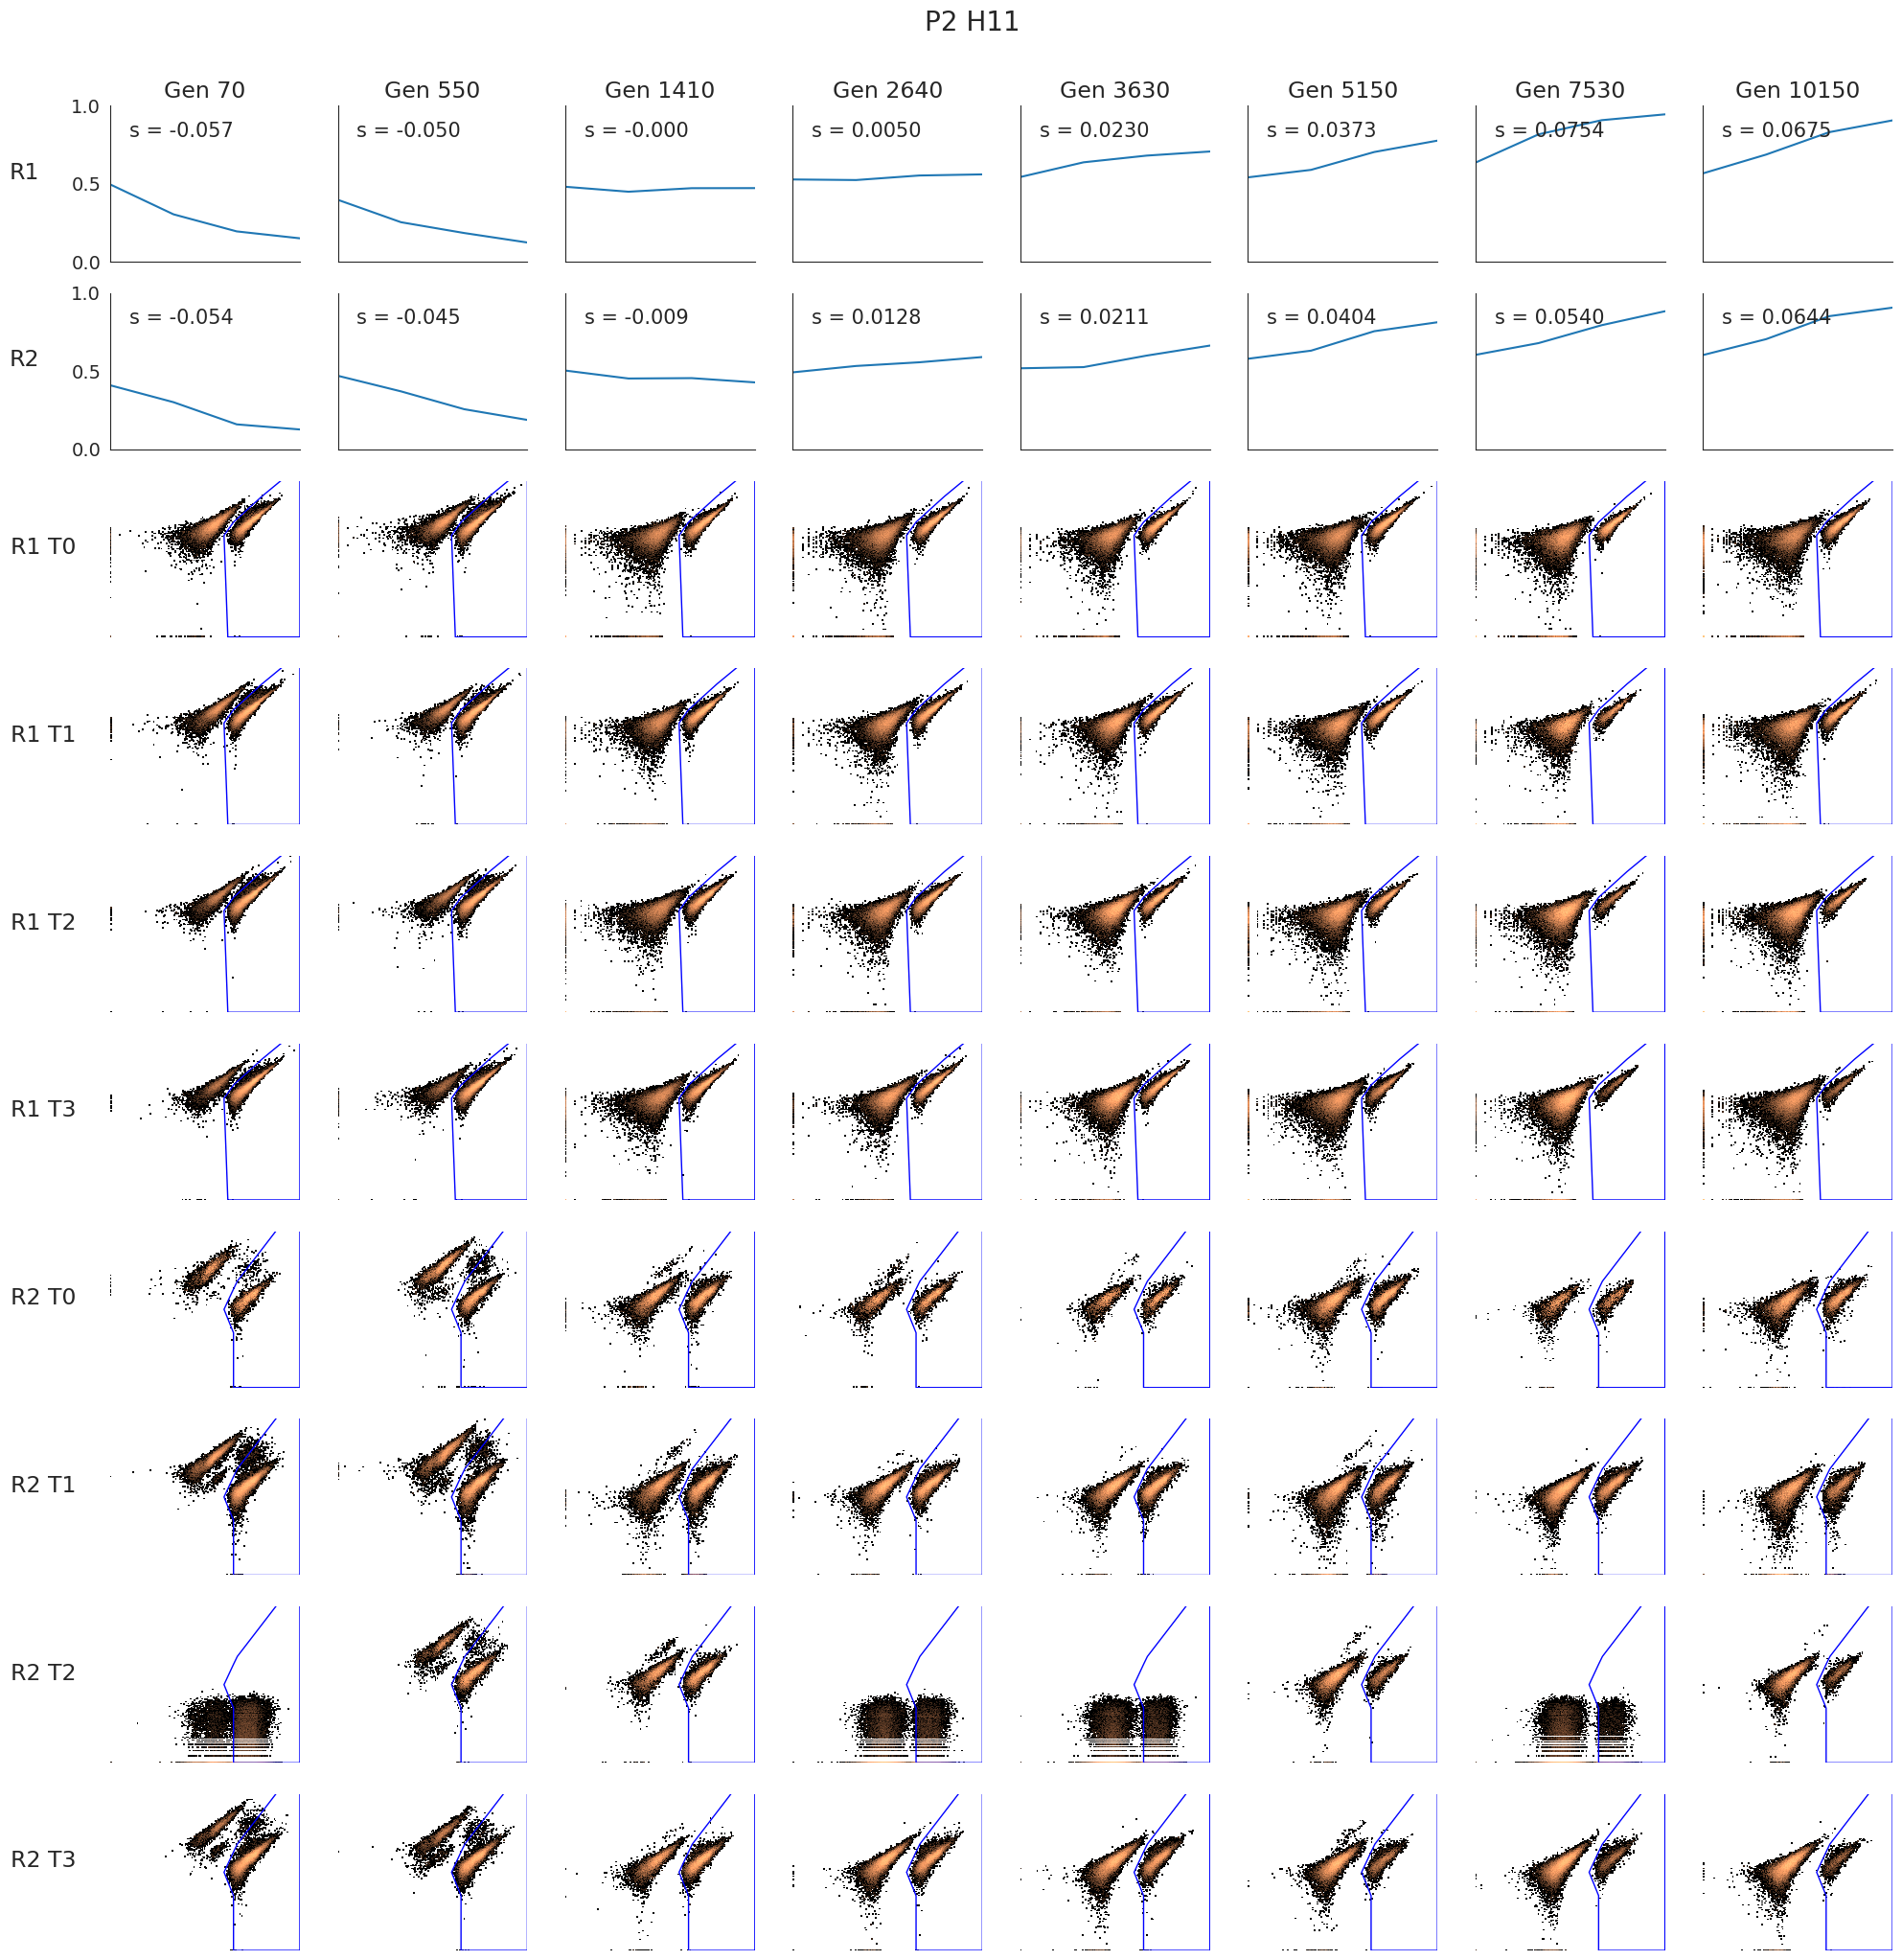 P2 H11
Gen 70 Gen 550 Gen 1410 Gen 2640 Gen 3630 Gen 5150 Gen 7530 Gen 10150
1.0
s = -0.057 s = -0.050 s = -0.000 s = 0.0050 s = 0.0230 s = 0.0373 s = 0.0754 s = 0.0675
R1
0.5
0.0
1.0
s = -0.054 s = -0.045 s = -0.009 s = 0.0128 s = 0.0211 s = 0.0404 s = 0.0540 s = 0.0644
R2
0.5
0.0
R1 T0
R1 T1
R1 T2
R1 T3
R2 T0
R2 T1
R2 T2
R2 T3